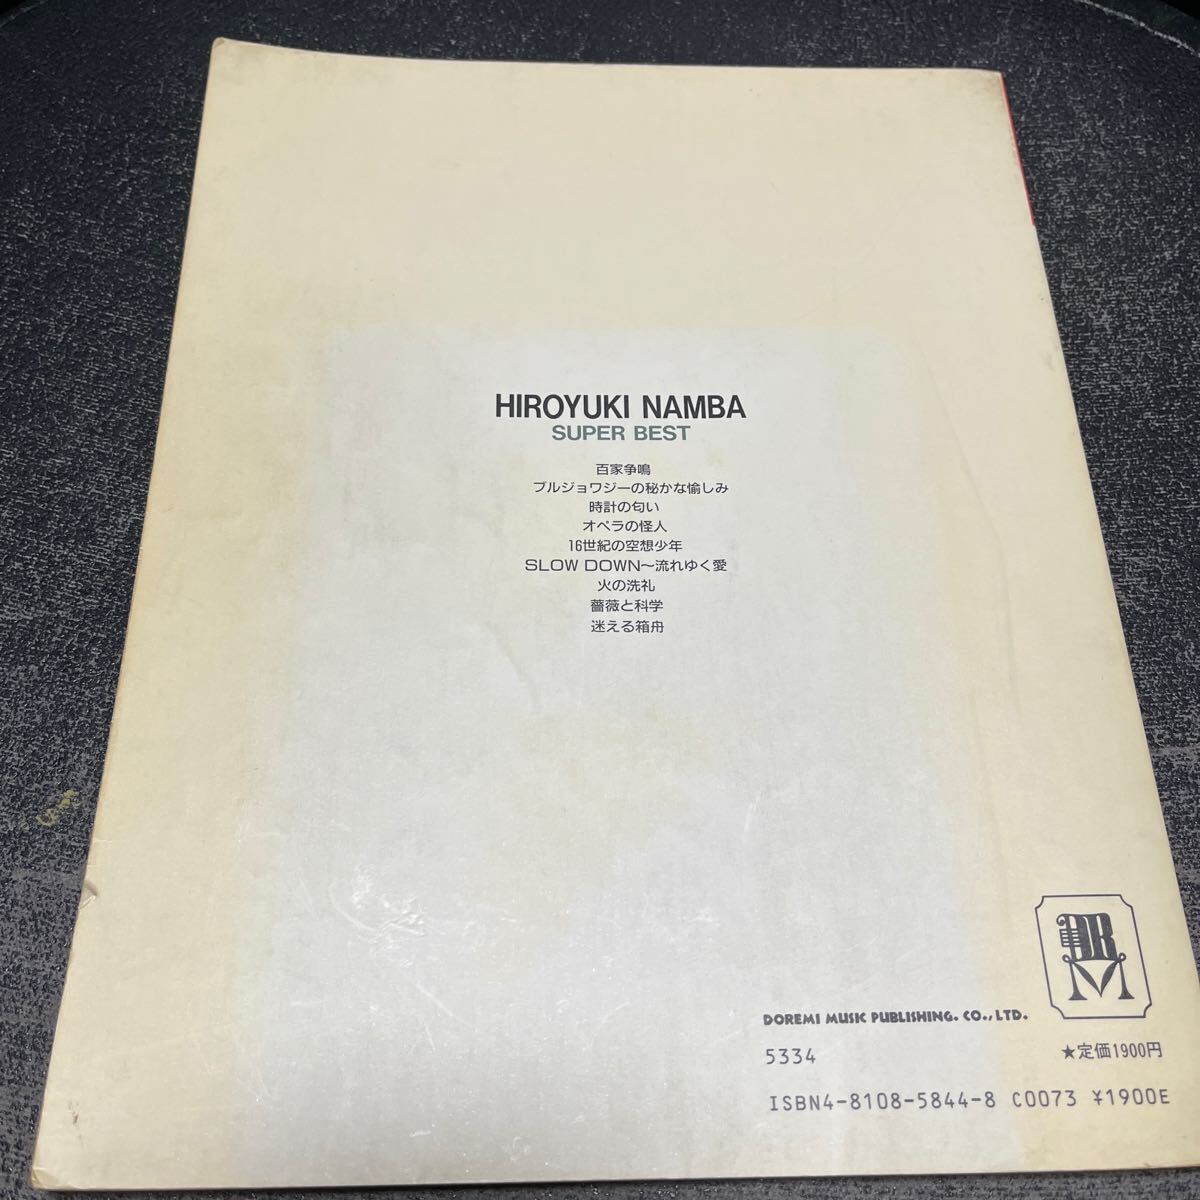 HIROYUKI NAMBA
SUPER BEST
百家争鳴
ブルジョワジーの秘かな愉しみ
時計の匂い
オペラの怪人
16世紀の空想少年
SLOW DOWN～流れゆく愛
火の洗礼
薔薇と科学
迷える箱舟
DRM
DOREMI MUSIC PUBLISHING. CO., LTD.
5334
★定価1900円
ISBN4-8108-5844-8 C0073 ¥1900E